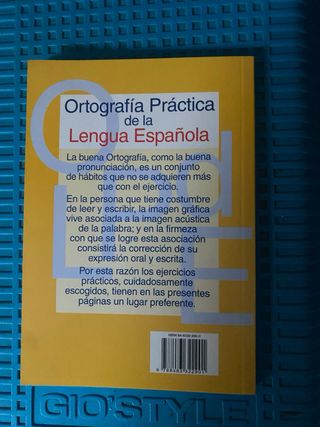 Ortografía Práctica
de la
Lengua Española
La buena Ortografía, como la buena
pronunciación, es un conjunto
de hábitos que no se adquieren más
que con el ejercicio.
En la persona que tiene costumbre
de leer y escribir, la imagen gráfica
vive asociada a la imagen acústica
de la palabra; y en la firmeza
con que se logre esta asociación
consistirá la corrección de su
expresión oral y escrita.
Por esta razón los ejercicios
prácticos, cuidadosamente
escogidos, tienen en las presentes
páginas un lugar preferente.
GIO'STYLE